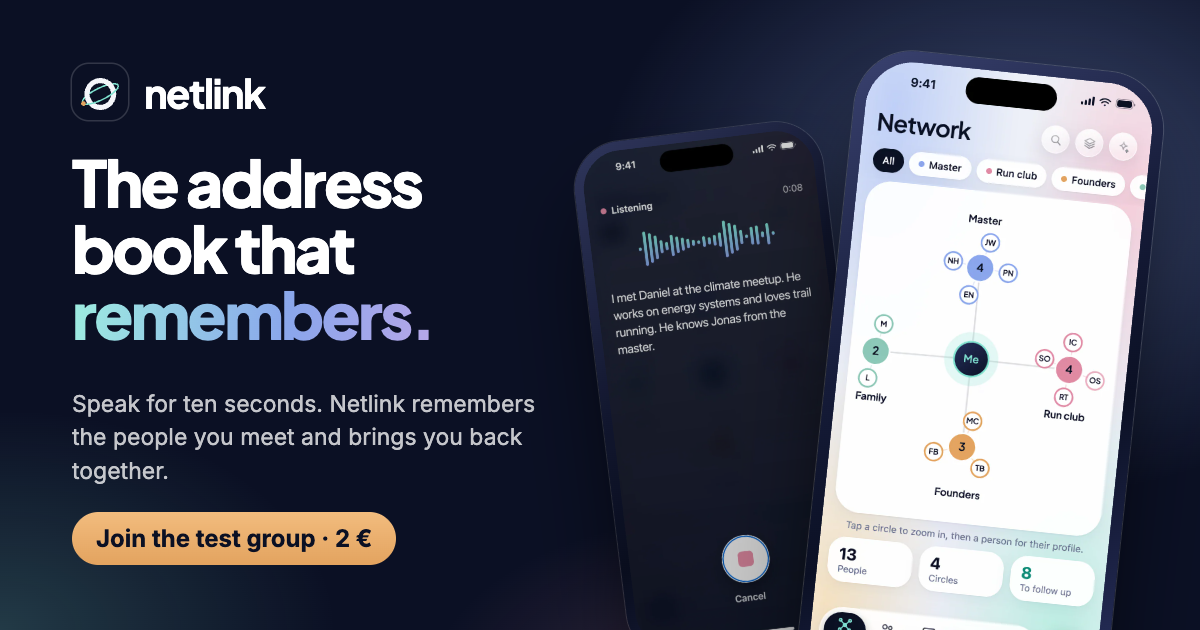 netlink
The address
book that
remembers.
Speak for ten seconds. Netlink remembers
the people you meet and brings you back
together.
Join the test group · 2 €
9:41
0:08
Listening
I met Daniel at the climate meetup. He
works on energy systems and loves trail
running. He knows Jonas from the
master.
Cancel
9:41
Network
All
Master
Run club
Founders
Master
JW
NH
4
PN
EN
M
2
L
Family
Me
IC
SO
4
OS
RT
Run club
MC
3
FB
TB
Founders
Tap a circle to zoom in, then a person for their profile.
13
People
4
Circles
8
To follow up